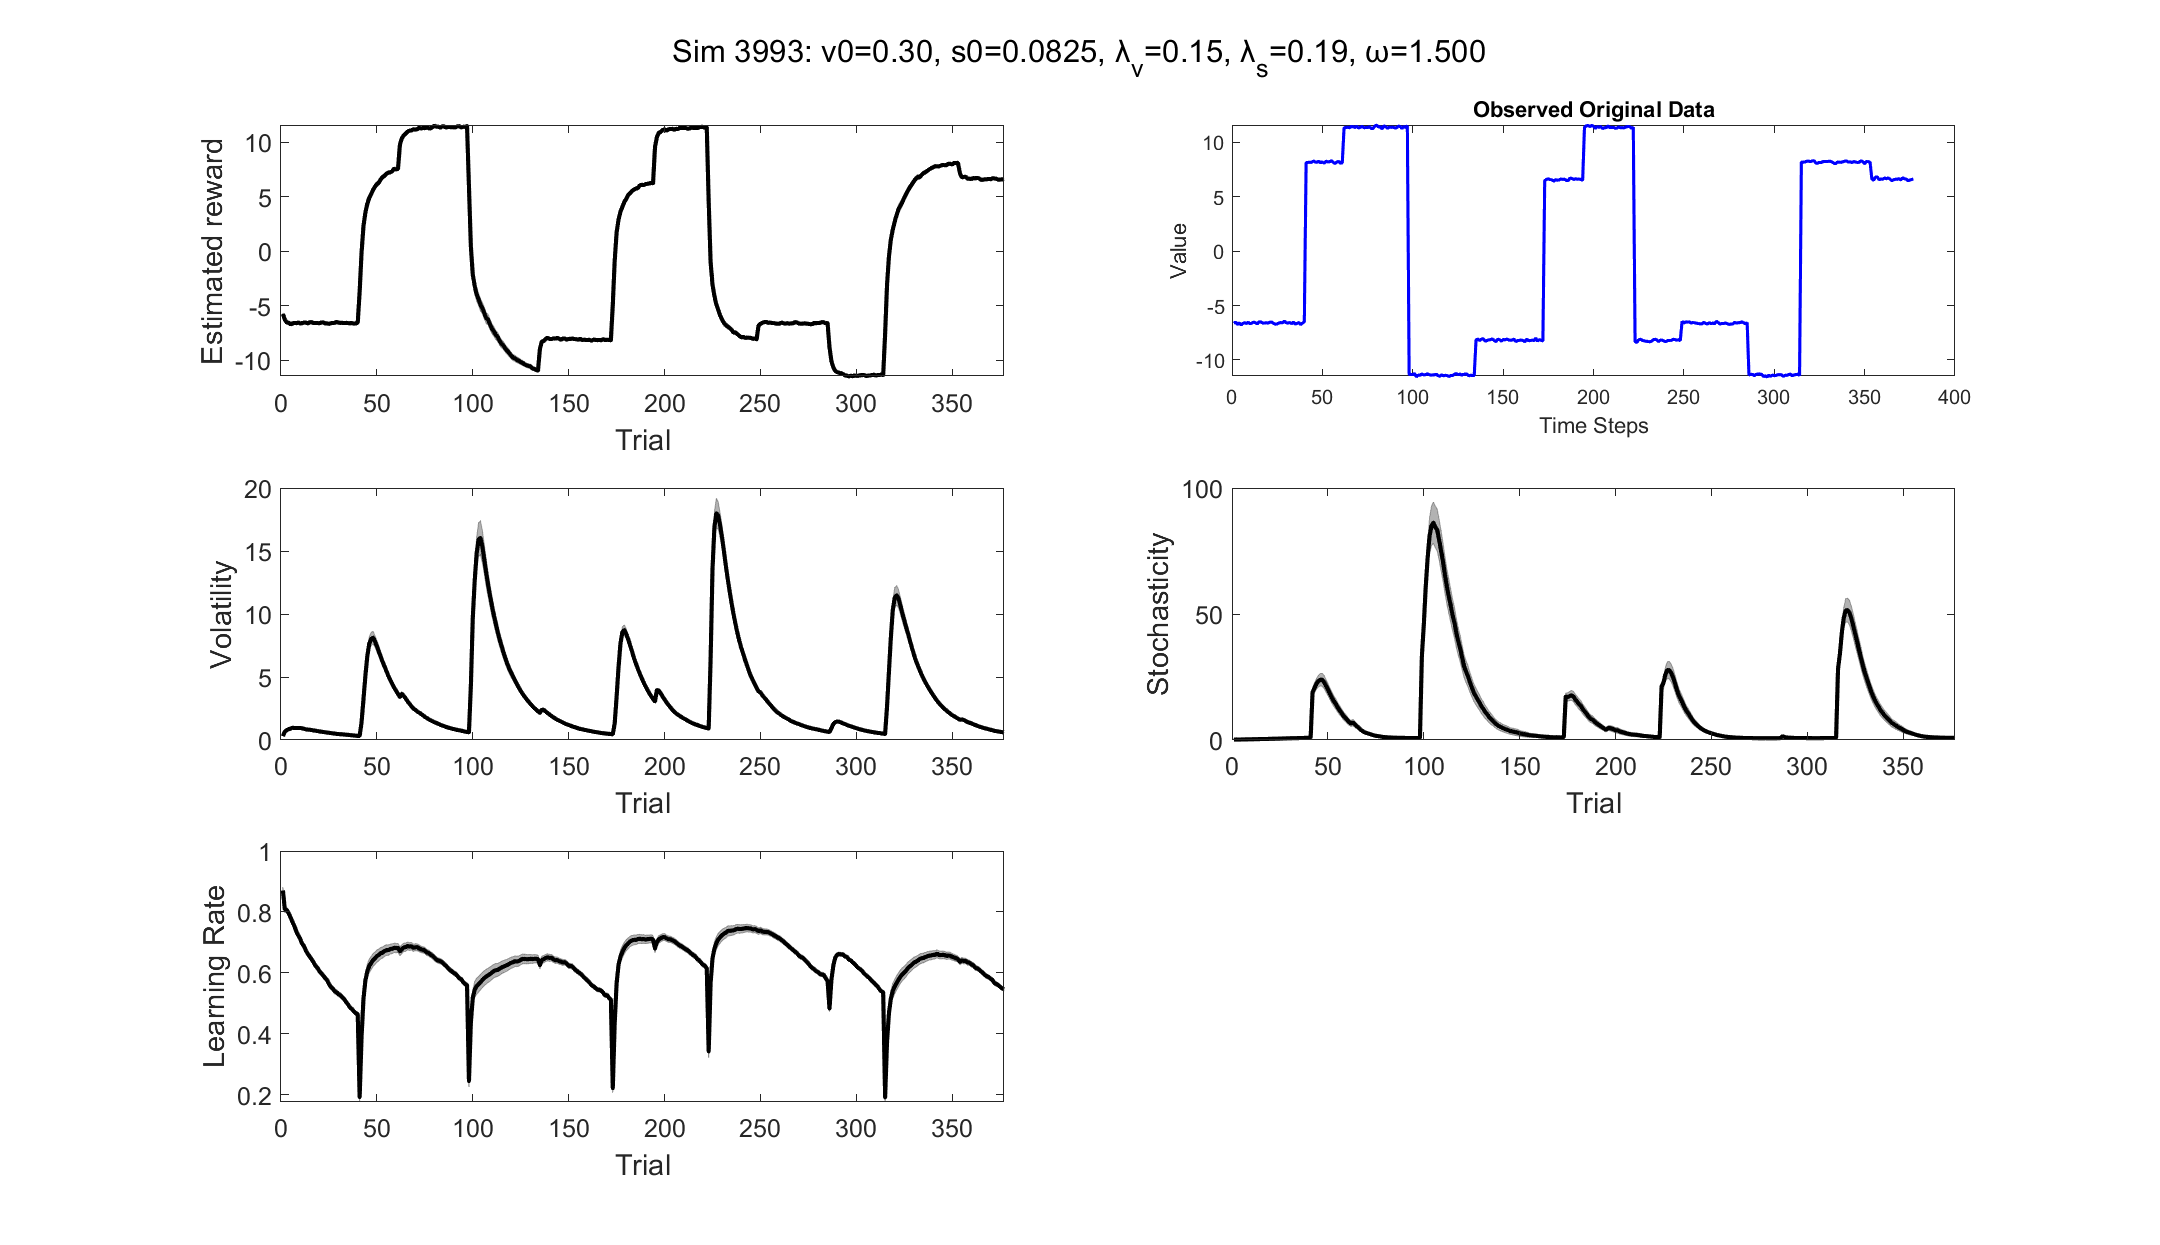 Sim 3993: v0=0.30, s0=0.0825, λ_v=0.15, λ_s=0.19, ω=1.500
Estimated reward
10
5
0
-5
-10
0 50 100 150 200 250 300 350
Trial
Observed Original Data
Value
10
5
0
-5
-10
0 50 100 150 200 250 300 350 400
Time Steps
Volatility
20
15
10
5
0
0 50 100 150 200 250 300 350
Trial
Stochasticity
100
50
0
0 50 100 150 200 250 300 350
Trial
Learning Rate
1
0.8
0.6
0.4
0.2
0 50 100 150 200 250 300 350
Trial